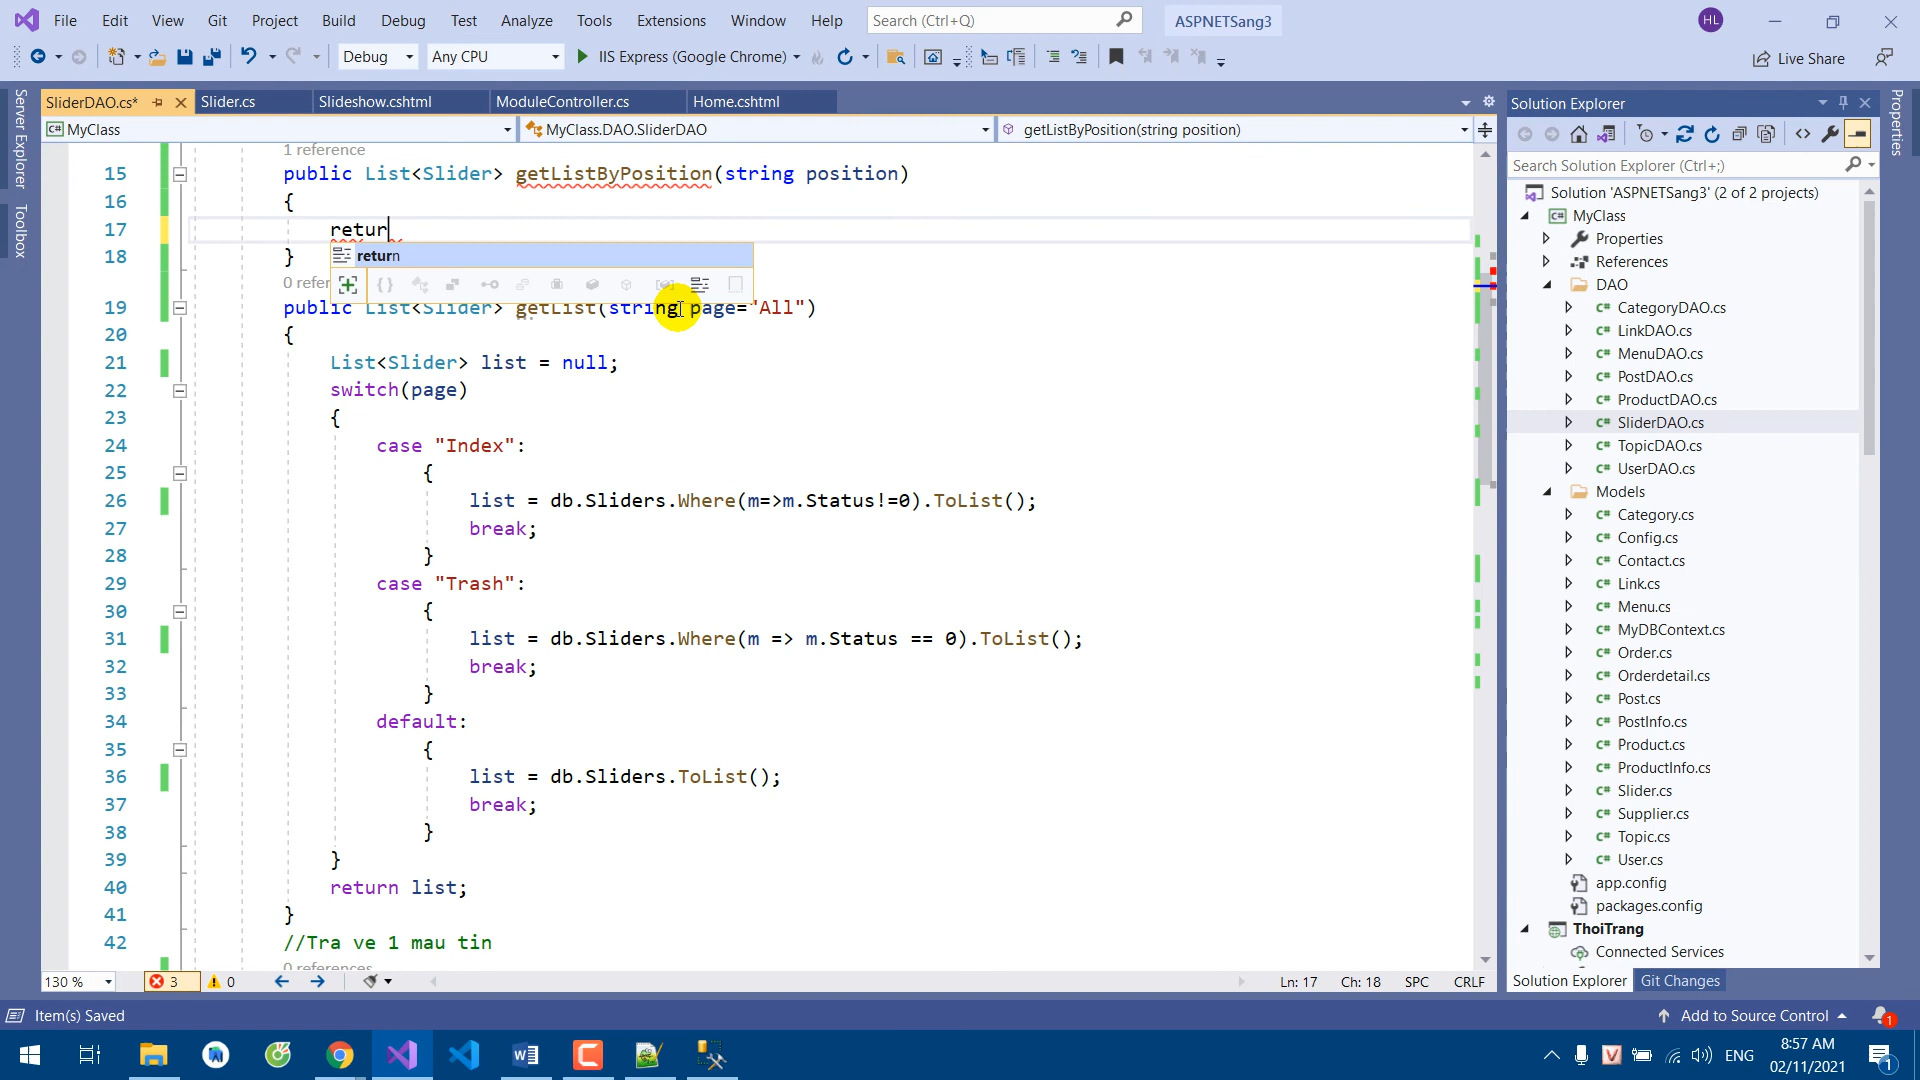 File Edit View Git Project Build Debug Test Analyze Tools Extensions Window Help Search (Ctrl+Q) ASPNETSang3 HL
Debug Any CPU IIS Express (Google Chrome) Live Share
SliderDAO.cs* Slider.cs Slideshow.cshtml ModuleController.cs Home.cshtml
MyClass MyClass.DAO.SliderDAO getListByPosition(string position)
Server Explorer
Toolbox
1 reference
15 public List<Slider> getListByPosition(string position)
16 {
17 retur
return
18 }
0 refer
19 public List<Slider> getList(string page="All")
20 {
21 List<Slider> list = null;
22 switch(page)
23 {
24 case "Index":
25 {
26 list = db.Sliders.Where(m=>m.Status!=0).ToList();
27 break;
28 }
29 case "Trash":
30 {
31 list = db.Sliders.Where(m => m.Status == 0).ToList();
32 break;
33 }
34 default:
35 {
36 list = db.Sliders.ToList();
37 break;
38 }
39 }
40 return list;
41 }
42 //Tra ve 1 mau tin
0 references
130 % 3 0 Ln: 17 Ch: 18 SPC CRLF
Solution Explorer
Search Solution Explorer (Ctrl+;)
Solution 'ASPNETSang3' (2 of 2 projects)
MyClass
Properties
References
DAO
CategoryDAO.cs
LinkDAO.cs
MenuDAO.cs
PostDAO.cs
ProductDAO.cs
SliderDAO.cs
TopicDAO.cs
UserDAO.cs
Models
Category.cs
Config.cs
Contact.cs
Link.cs
Menu.cs
MyDBContext.cs
Order.cs
Orderdetail.cs
Post.cs
PostInfo.cs
Product.cs
ProductInfo.cs
Slider.cs
Supplier.cs
Topic.cs
User.cs
app.config
packages.config
ThoiTrang
Connected Services
Solution Explorer Git Changes
Properties
Item(s) Saved Add to Source Control 1
ENG 8:57 AM
02/11/2021 1